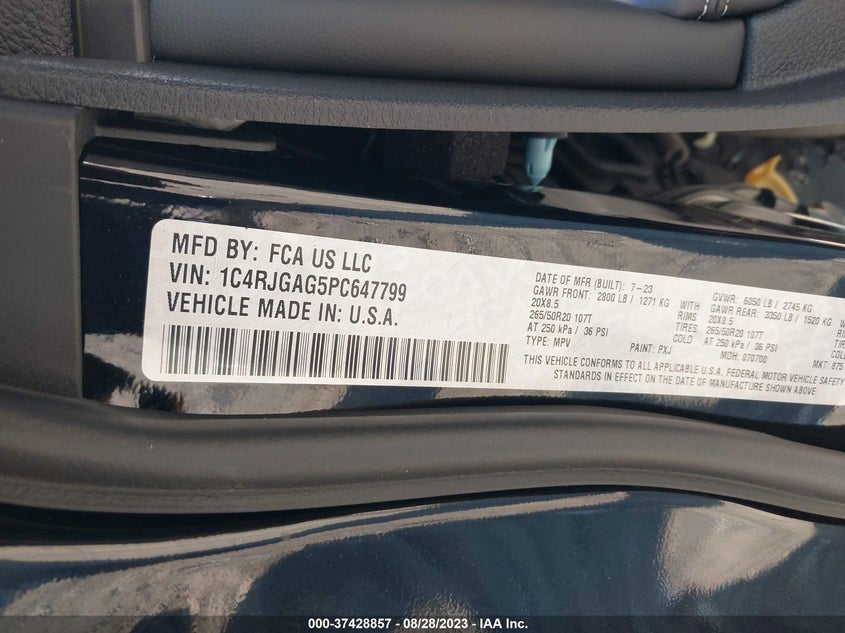 MFD BY: FCA US LLC
VIN: 1C4RJGAG5PC647799
VEHICLE MADE IN: U.S.A.
DATE OF MFR (BUILT): 7-23 GVWR: 6050 LB / 2745 KG
GAWR FRONT: 2800 LB / 1271 KG WITH GAWR REAR: 3350 LB / 1520 KG
20X8.5 RIMS 20X8.5
265/50R20 107T TIRES 265/50R20 107T
AT 250 kPa / 36 PSI COLD AT 250 kPa / 36 PSI
TYPE: MPV PAINT: PXJ MDH: 070700 MKT: 875
THIS VEHICLE CONFORMS TO ALL APPLICABLE U.S.A. FEDERAL MOTOR VEHICLE SAFETY
STANDARDS IN EFFECT ON THE DATE OF MANUFACTURE SHOWN ABOVE.
000-37428857 - 08/28/2023 - IAA Inc.